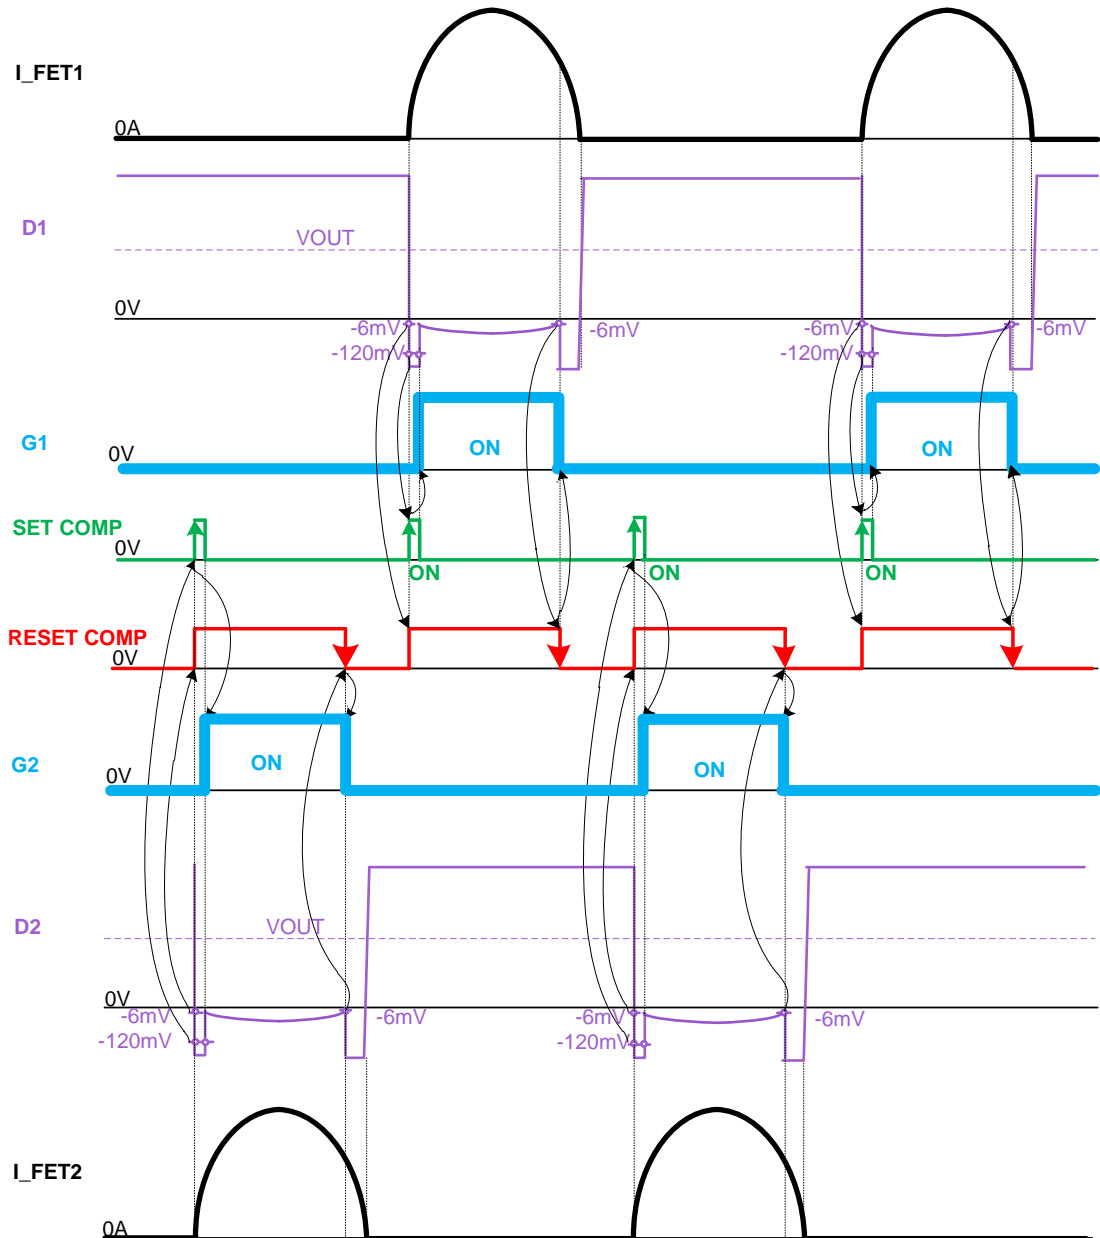 I_FET1
0A
D1
VOUT
0V
-6mV -6mV -6mV -6mV
-120mV -120mV
G1
ON ON
0V
SET COMP
0V
ON ON ON
RESET COMP
0V
G2
ON ON
0V
D2
VOUT
0V
-6mV -6mV -6mV -6mV
-120mV -120mV
I_FET2
0A